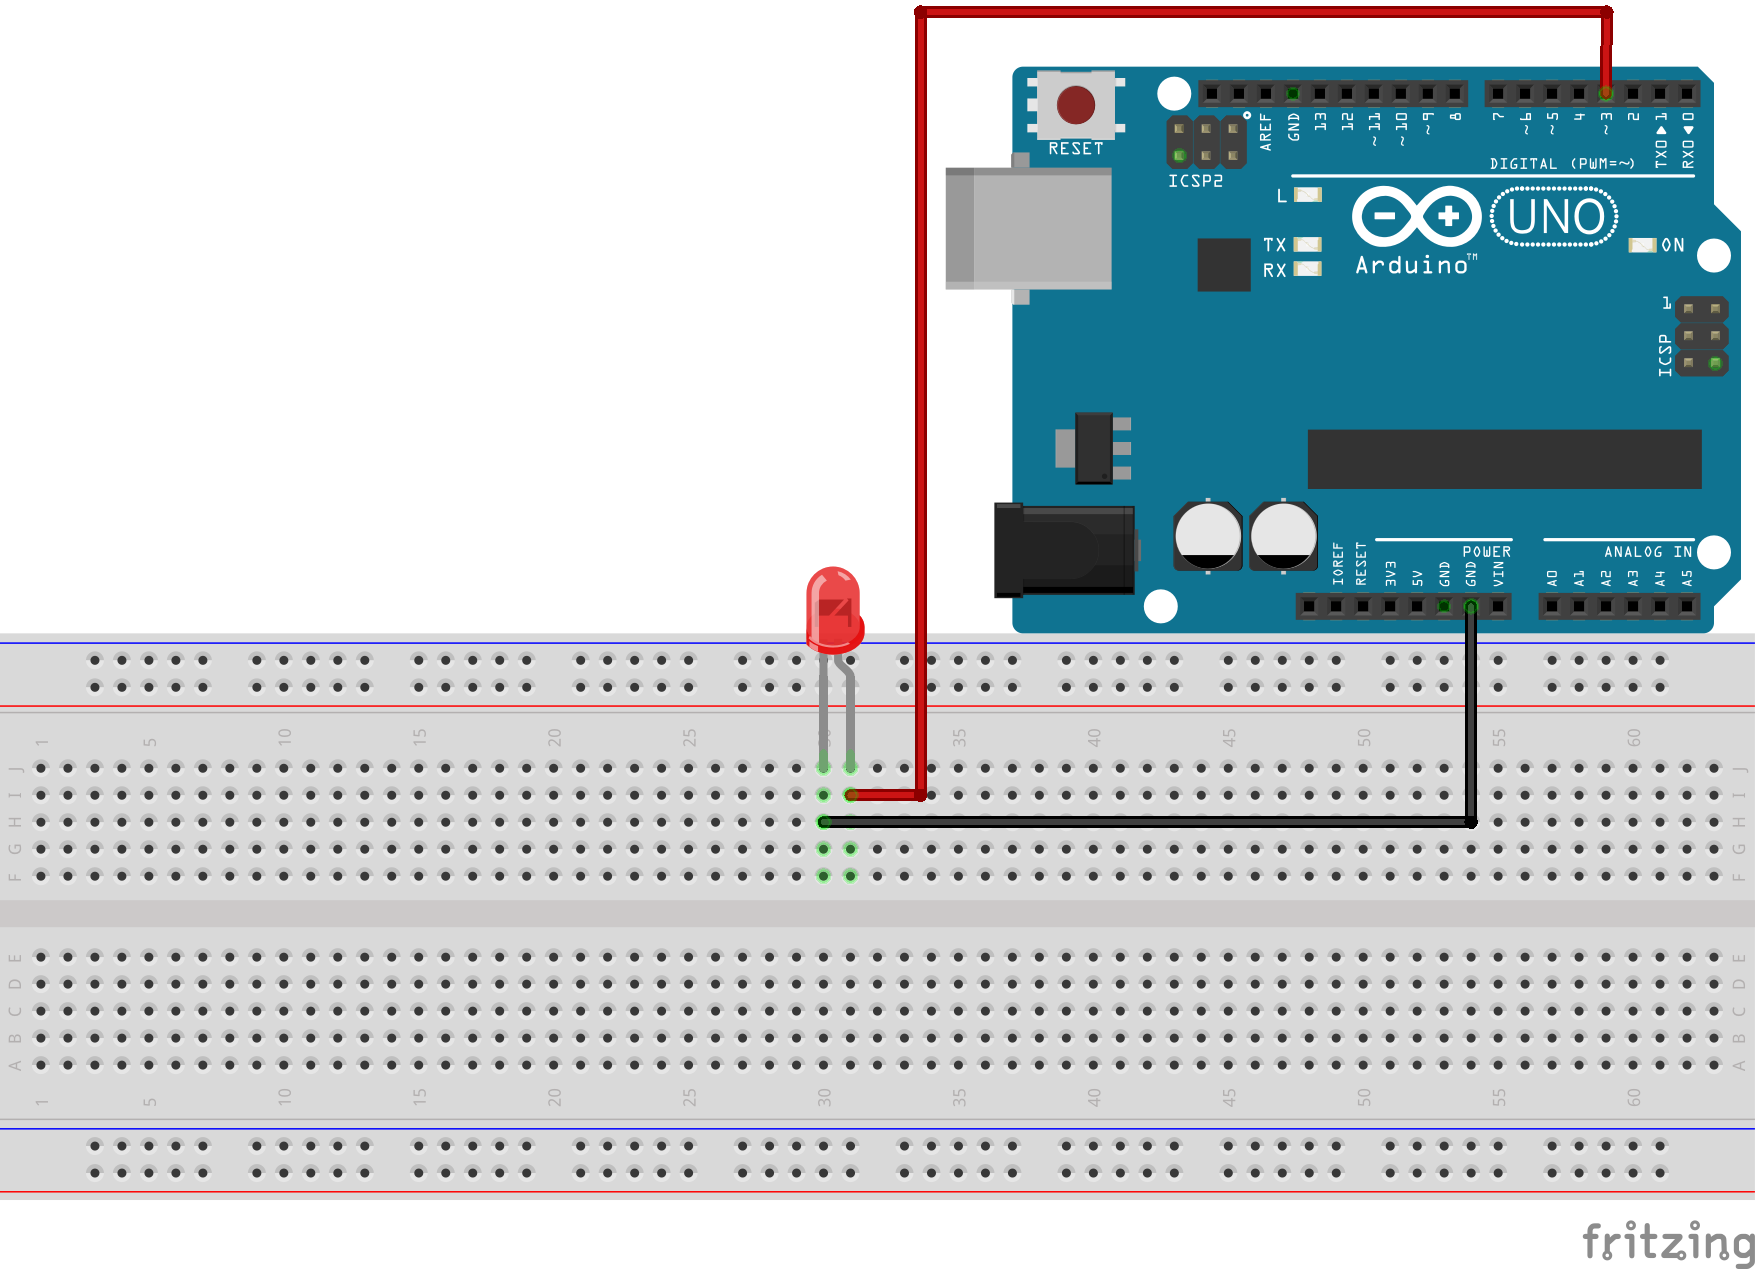 RESET
ICSP2
AREF
GND
13
12
~11
~10
~9
8
7
~6
~5
4
~3
2
TX0▶1
RX0◀0
DIGITAL (PWM=~)
L
TX
RX
UNO
Arduino™
ON
1
ICSP
POWER
ANALOG IN
IOREF
RESET
3V3
5V
GND
GND
VIN
A0
A1
A2
A3
A4
A5
1 5 10 15 20 25 30 35 40 45 50 55 60
J J
I I
H H
G G
F F
E E
D D
C C
B B
A A
1 5 10 15 20 25 30 35 40 45 50 55 60
fritzing